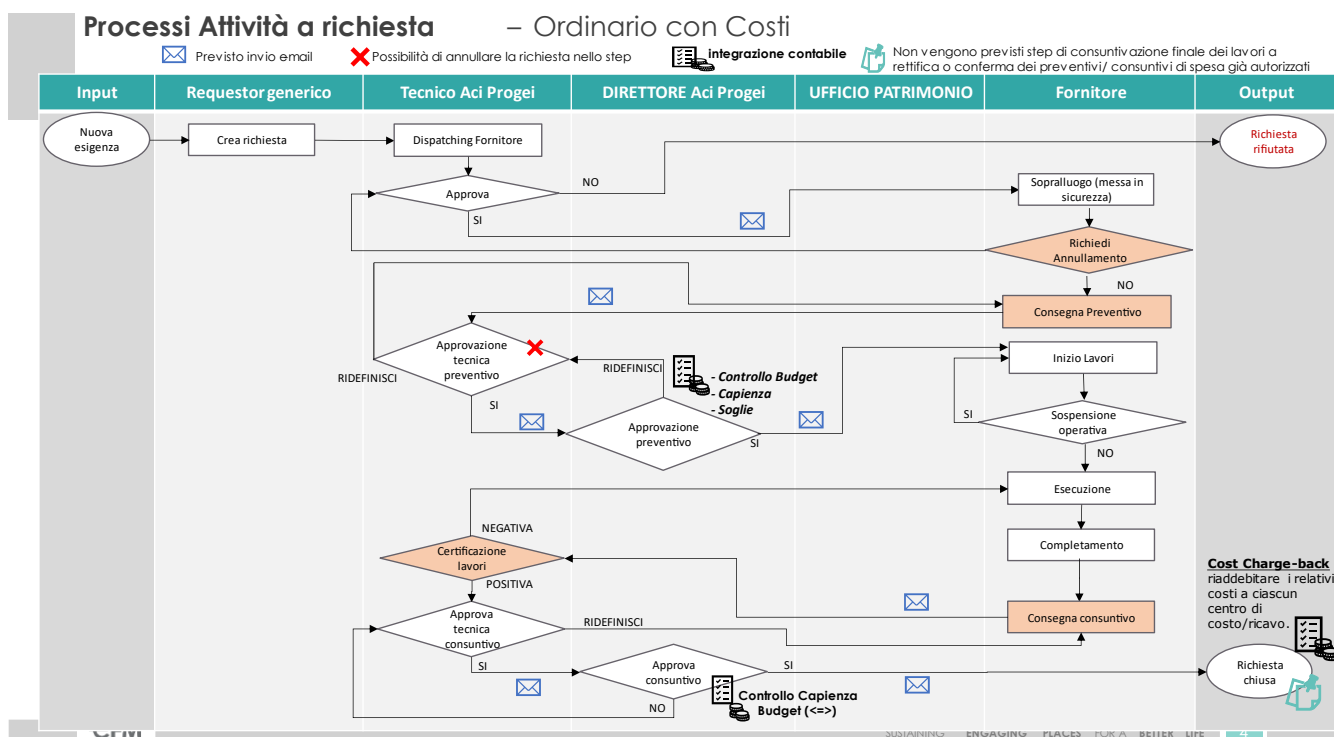 Processi Attività a richiesta – Ordinario con Costi
Previsto invio email
Possibilità di annullare la richiesta nello step
integrazione contabile
Non vengono previsti step di consuntivazione finale dei lavori a
rettifica o conferma dei preventivi/ consuntivi di spesa già autorizzati
Input
Requestor generico
Tecnico Aci Progei
DIRETTORE Aci Progei
UFFICIO PATRIMONIO
Fornitore
Output
Nuova
esigenza
Crea richiesta
Dispatching Fornitore
Richiesta
rifiutata
Approva
NO
SI
Sopralluogo (messa in
sicurezza)
Richiedi
Annullamento
NO
Consegna Preventivo
Approvazione
tecnica
preventivo
RIDEFINISCI
SI
RIDEFINISCI
- Controllo Budget
- Capienza
- Soglie
Approvazione
preventivo
SI
Inizio Lavori
SI
Sospensione
operativa
NO
Esecuzione
NEGATIVA
Certificazione
lavori
POSITIVA
Completamento
Cost Charge-back
riaddebitare i relativi
costi a ciascun
centro di
costo/ricavo.
Approva
tecnica
consuntivo
RIDEFINISCI
Consegna consuntivo
SI
Approva
consuntivo
SI
NO
Controllo Capienza
Budget (<=>)
Richiesta
chiusa
CFM
SUSTAINING ENGAGING PLACES FOR A BETTER LIFE
4